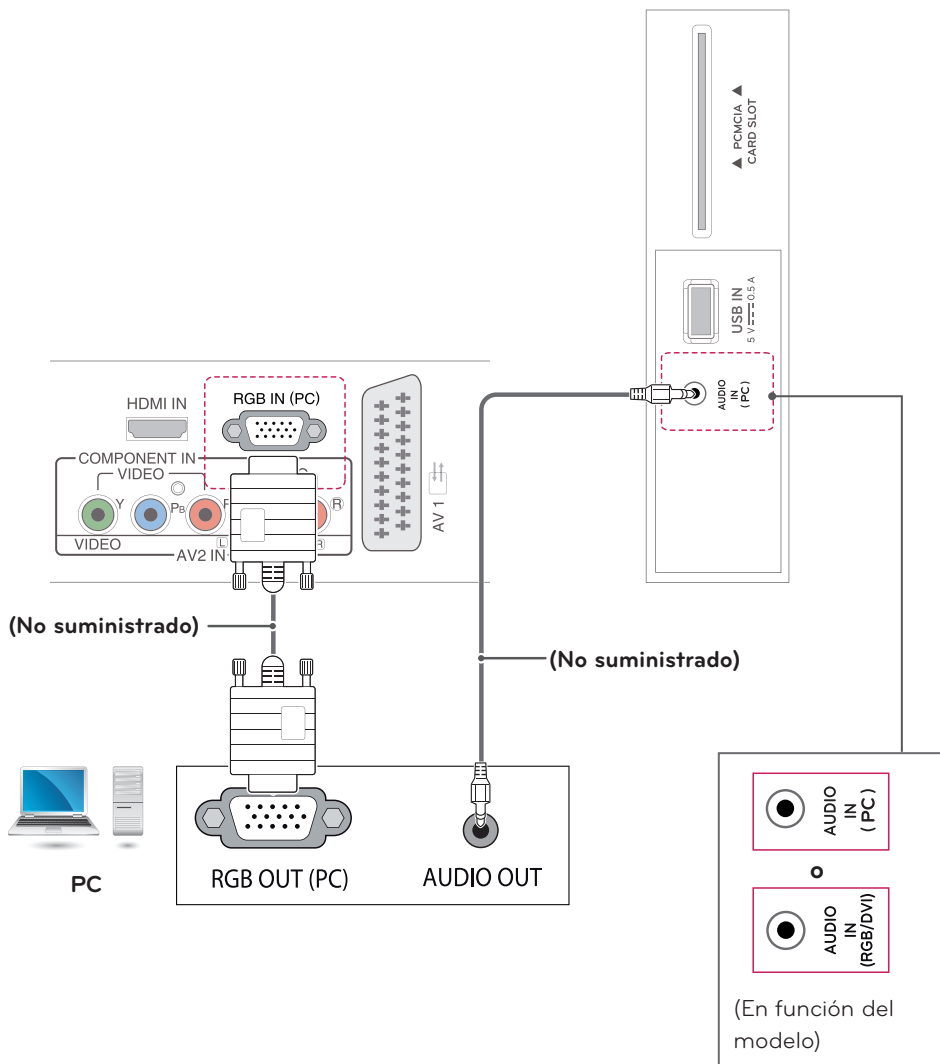 ▲ PCMCIA ▲
CARD SLOT
USB IN
5 V 0.5 A
AUDIO
IN
(PC)
HDMI IN
RGB IN (PC)
COMPONENT IN
VIDEO
Y
PB
R
VIDEO
L
R
AV2 IN
AV 1
(No suministrado)
(No suministrado)
PC
RGB OUT (PC)
AUDIO OUT
AUDIO
IN
(PC)
o
AUDIO
IN
(RGB/DVI)
(En función del
modelo)